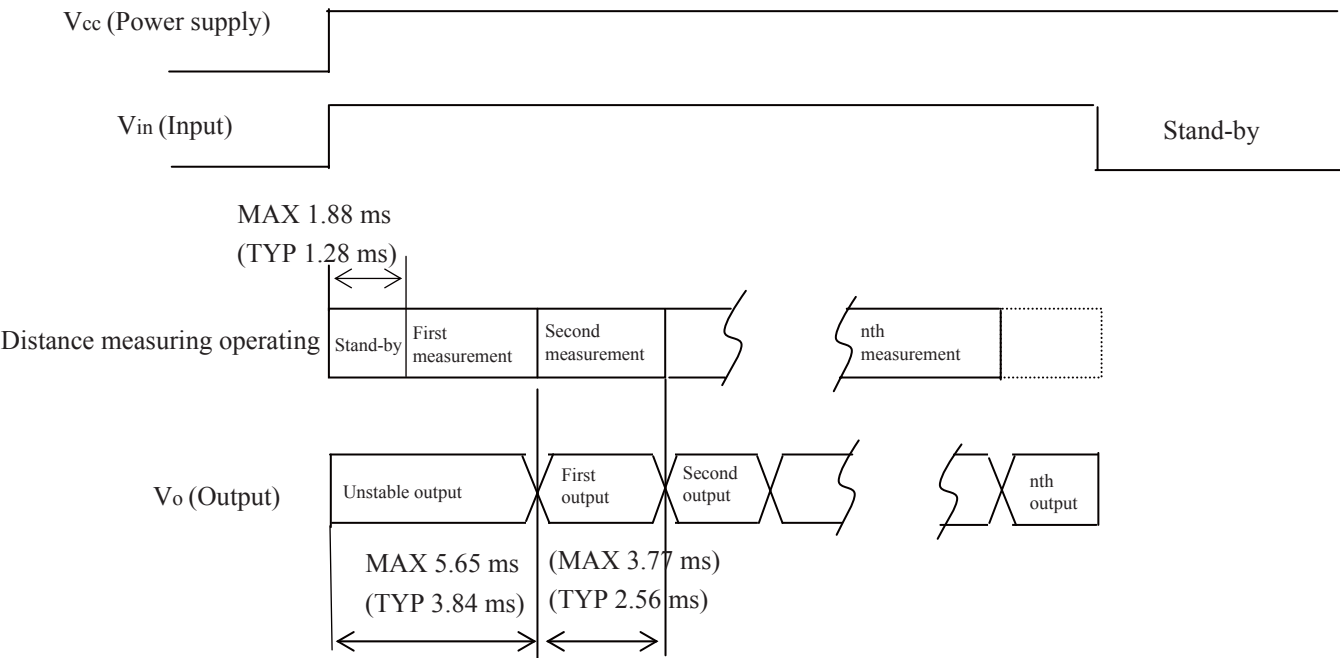 Vcc (Power supply)
Vin (Input)
Stand-by
MAX 1.88 ms
(TYP 1.28 ms)
Distance measuring operating
Stand-by
First
measurement
Second
measurement
nth
measurement
Vo (Output)
Unstable output
First
output
Second
output
nth
output
MAX 5.65 ms
(TYP 3.84 ms)
(MAX 3.77 ms)
(TYP 2.56 ms)